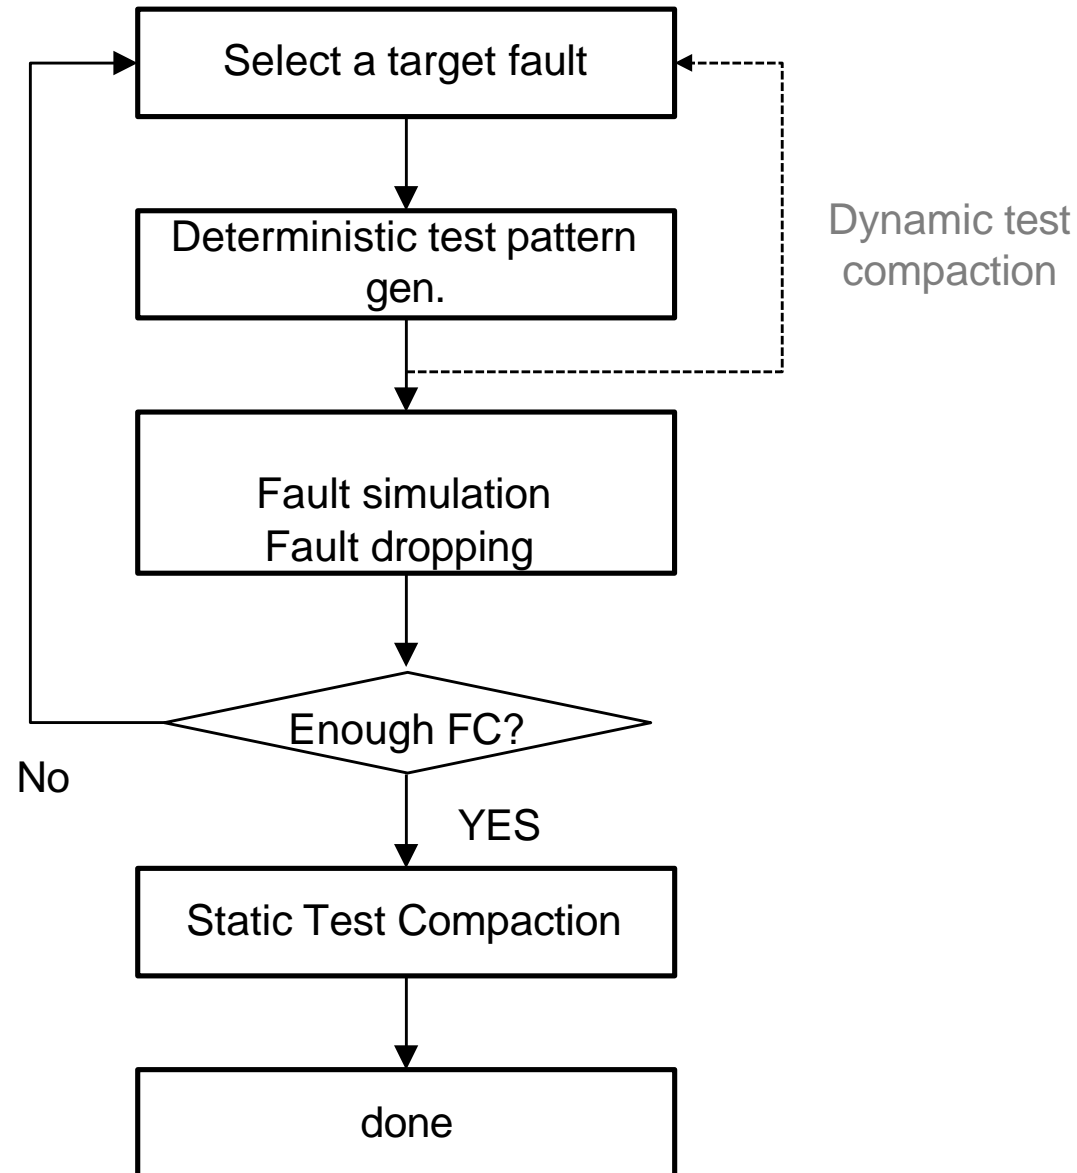 Select a target fault
Deterministic test pattern
gen.
Dynamic test
compaction
Fault simulation
Fault dropping
Enough FC?
No
YES
Static Test Compaction
done